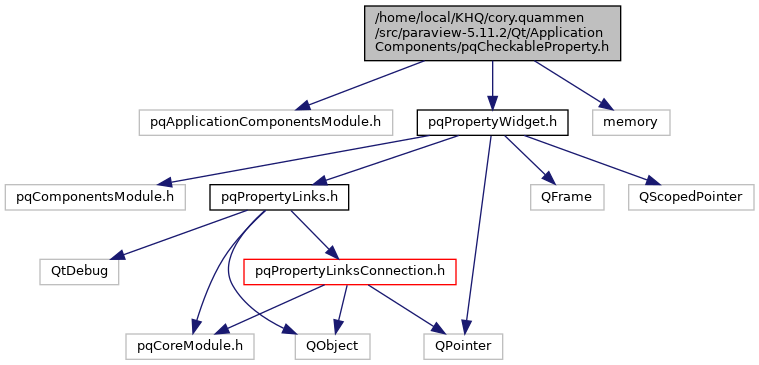 /home/local/KHQ/cory.quammen
/src/paraview-5.11.2/Qt/Application
Components/pqCheckableProperty.h
pqApplicationComponentsModule.h
pqPropertyWidget.h
memory
pqComponentsModule.h
pqPropertyLinks.h
QFrame
QScopedPointer
QtDebug
pqPropertyLinksConnection.h
pqCoreModule.h
QObject
QPointer